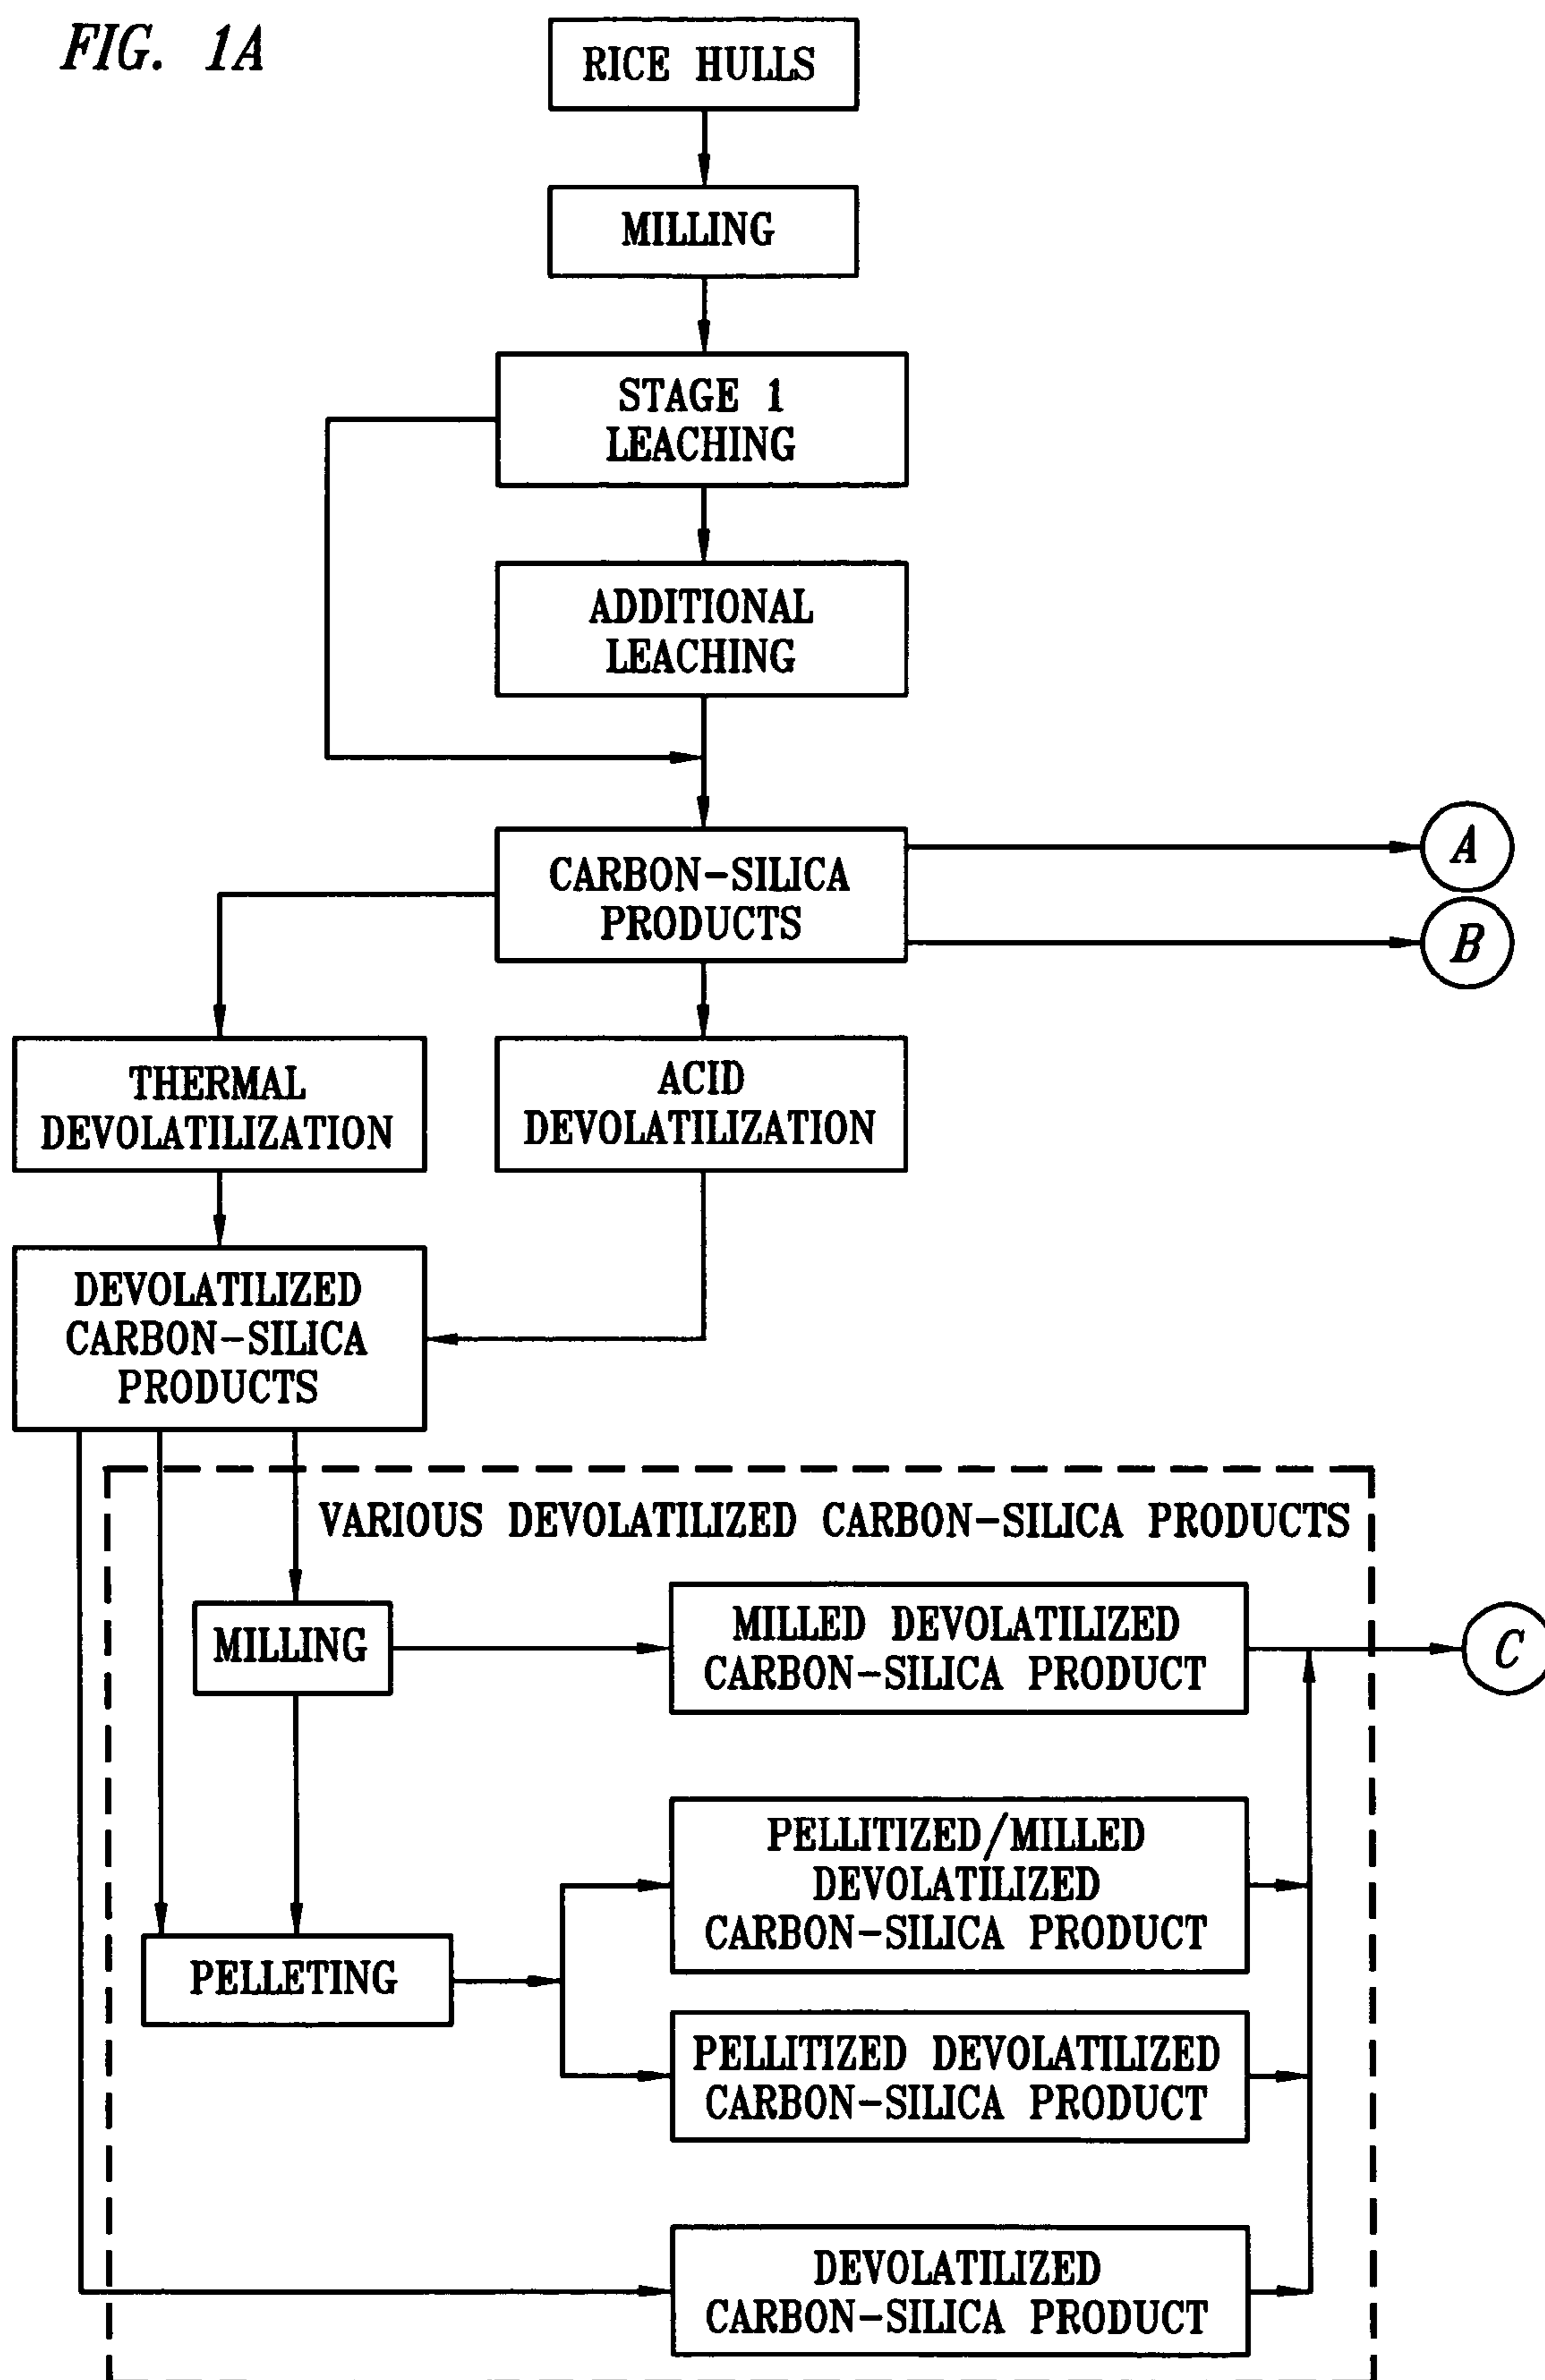 FIG. 1A
RICE HULLS
MILLING
STAGE 1
LEACHING
ADDITIONAL
LEACHING
CARBON-SILICA
PRODUCTS
A
B
THERMAL
DEVOLATILIZATION
ACID
DEVOLATILIZATION
DEVOLATILIZED
CARBON-SILICA
PRODUCTS
VARIOUS DEVOLATILIZED CARBON-SILICA PRODUCTS
MILLING
MILLED DEVOLATILIZED
CARBON-SILICA PRODUCT
C
PELLITIZED/MILLED
DEVOLATILIZED
CARBON-SILICA PRODUCT
PELLETING
PELLITIZED DEVOLATILIZED
CARBON-SILICA PRODUCT
DEVOLATILIZED
CARBON-SILICA PRODUCT